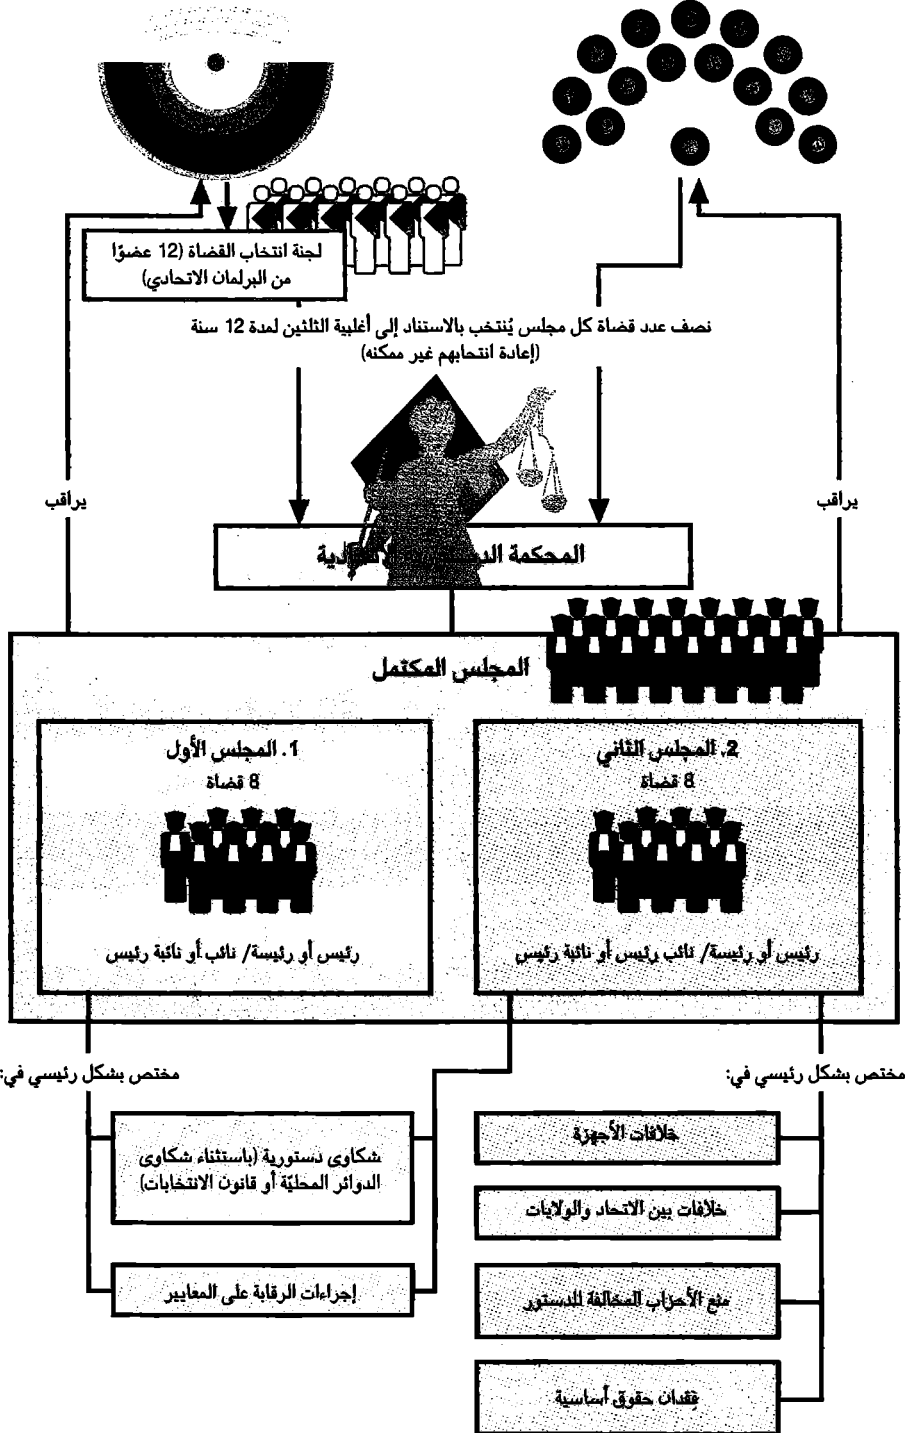 لجنة انتخاب القضاة (12 عضوًا
من البرلمان الاتحادي)
نصف عدد قضاة كل مجلس يُنتخب بالاستناد إلى أغلبية الثلثين لمدة 12 سنة
(إعادة انتحابهم غير ممكنه)
يراقب
يراقب
المحكمة
المجلس المكتمل
1. المجلس الأول
8 قضاة
رئيس أو رئيسة/ نائب أو نائبة رئيس
2. المجلس الثاني
8 قضاة
رئيس أو رئيسة/ نائب رئيس أو نائبة رئيس
مختص بشكل رئيسي في:
شكاوى دستورية (باستثناء شكاوى
الدوائر المحليّة أو قانون الانتخابات)
إجراءات الرقابة على المعايير
مختص بشكل رئيسي في:
خلافات الأجهزة
خلافات بين الاتحاد والولايات
منع الأحزاب المخالفة للدستور
فقدان حقوق أساسية